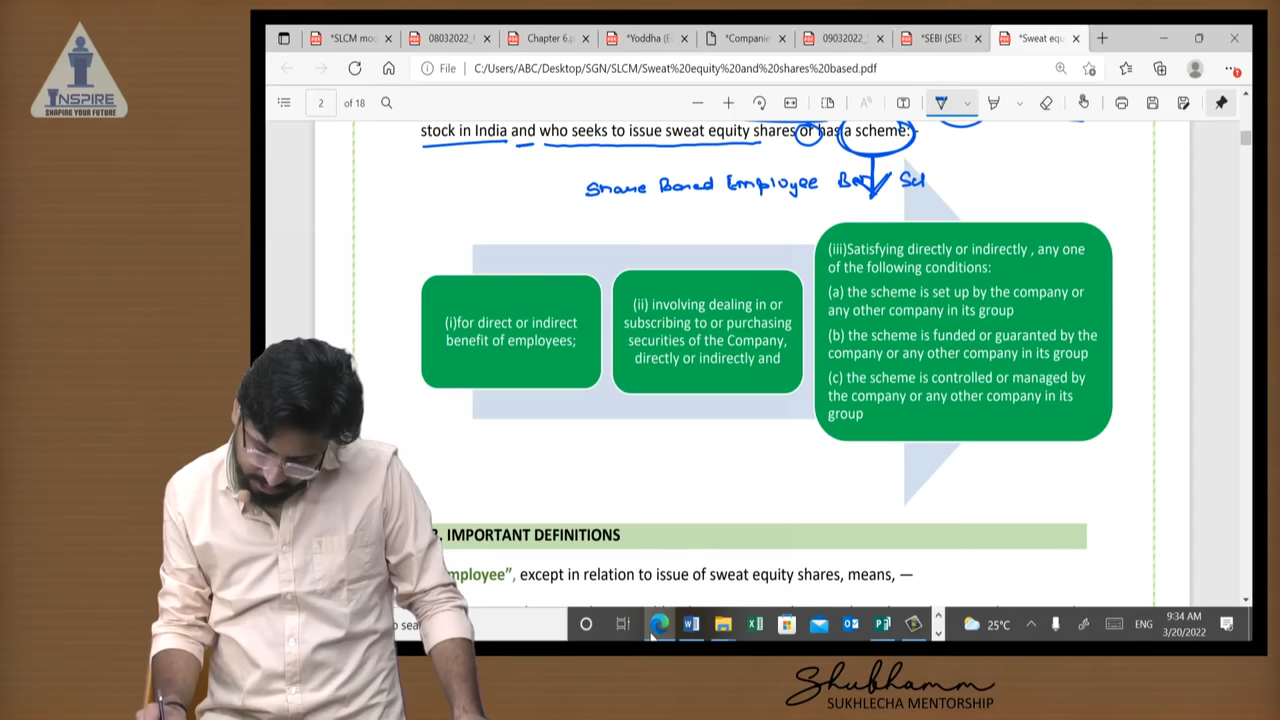 INSPIRE
SHAPING YOUR FUTURE
*SLCM mo
08032022_
Chapter 6.p
*Yoddha (E
*Companie
09032022_
*SEBI (SES
*Sweat equ
File
C:/Users/ABC/Desktop/SGN/SLCM/Sweat%20equity%20and%20shares%20based.pdf
2 of 18
stock in India and who seeks to issue sweat equity shares or has a scheme:-
Share Based Employee Ben Sch
(i)for direct or indirect
benefit of employees;
(ii) involving dealing in or
subscribing to or purchasing
securities of the Company,
directly or indirectly and
(iii)Satisfying directly or indirectly , any one
of the following conditions:
(a) the scheme is set up by the company or
any other company in its group
(b) the scheme is funded or guaranted by the
company or any other company in its group
(c) the scheme is controlled or managed by
the company or any other company in its
group
. IMPORTANT DEFINITIONS
mployee”, except in relation to issue of sweat equity shares, means, —
o sea
25°C
ENG
9:34 AM
3/20/2022
Shubhamm
SUKHLECHA MENTORSHIP